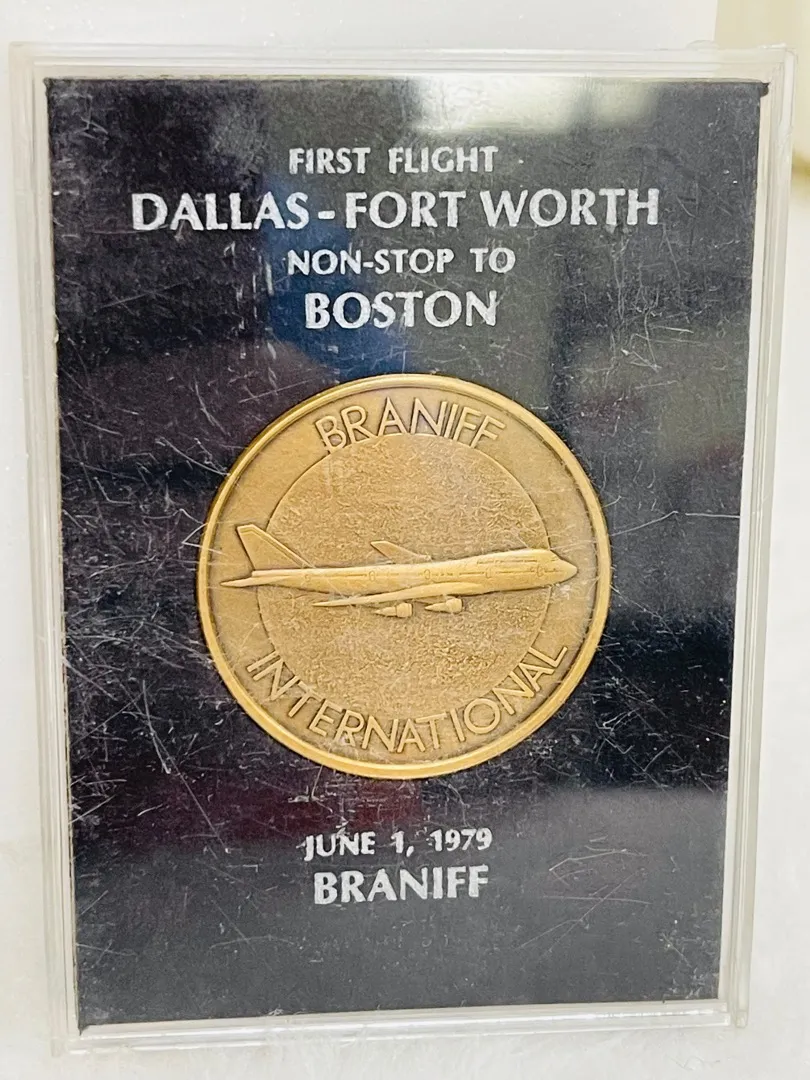 FIRST FLIGHT
DALLAS-FORT WORTH
NON-STOP TO
BOSTON
BRANIFF
INTERNATIONAL
JUNE 1, 1979
BRANIFF